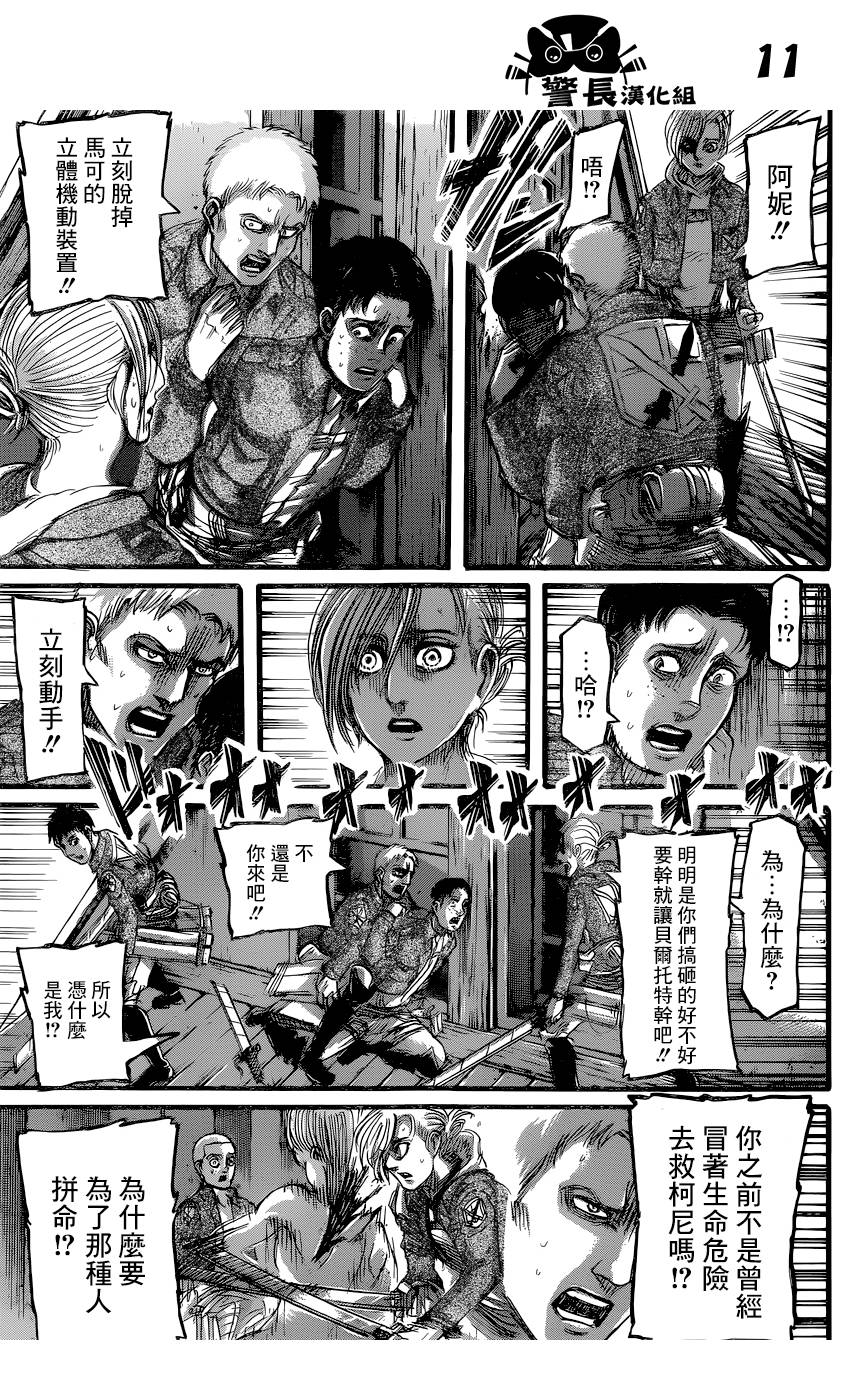 警長漢化組
11
阿妮!!
唔!?
立刻脫掉
馬可的
立體機動裝置!!
…!?
…哈!?
立刻動手!!
為…為什麼?
明明是你們搞砸的好不好
要幹就讓貝爾托特幹吧!!
不
還是
你來吧!!
所以
憑什麼
是我!?
你之前不是曾經
冒著生命危險
去救柯尼嗎!?
為什麼要
為了那種人
拼命!?